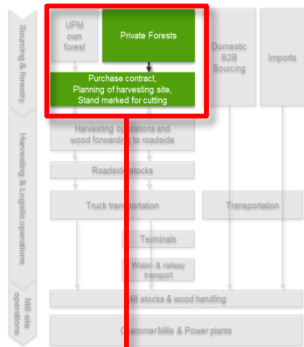 Sourcing & forestry
UPM
own
forest
Private Forests
Domestic
B2B
Sourcing
Imports
Purchase contract,
Planning of harvesting site,
Stand marked for cutting
Harvesting & Logistic operations
Harvesting operations and
wood forwarding to roadside
Roadside stocks
Truck transportation
Transportation
Terminals
Water- & railway
transport
Mill site
operations
Mill stocks & wood handling
Customer Mills & Power plants